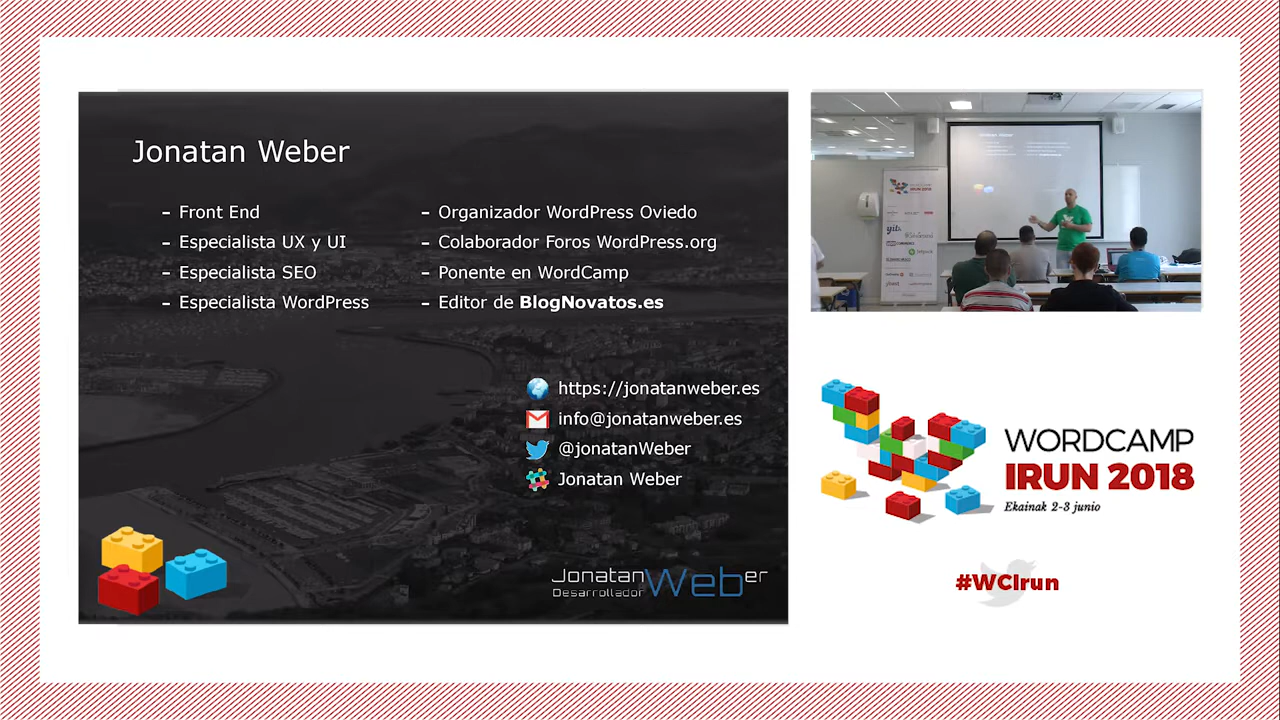 Jonatan Weber
- Front End
- Especialista UX y UI
- Especialista SEO
- Especialista WordPress
- Organizador WordPress Oviedo
- Colaborador Foros WordPress.org
- Ponente en WordCamp
- Editor de BlogNovatos.es
https://jonatanweber.es
info@jonatanweber.es
@jonatanWeber
Jonatan Weber
JonatanWeber
Desarrollador
WORDCAMP
IRUN 2018
Ekainak 2-3 junio
#WCIrun